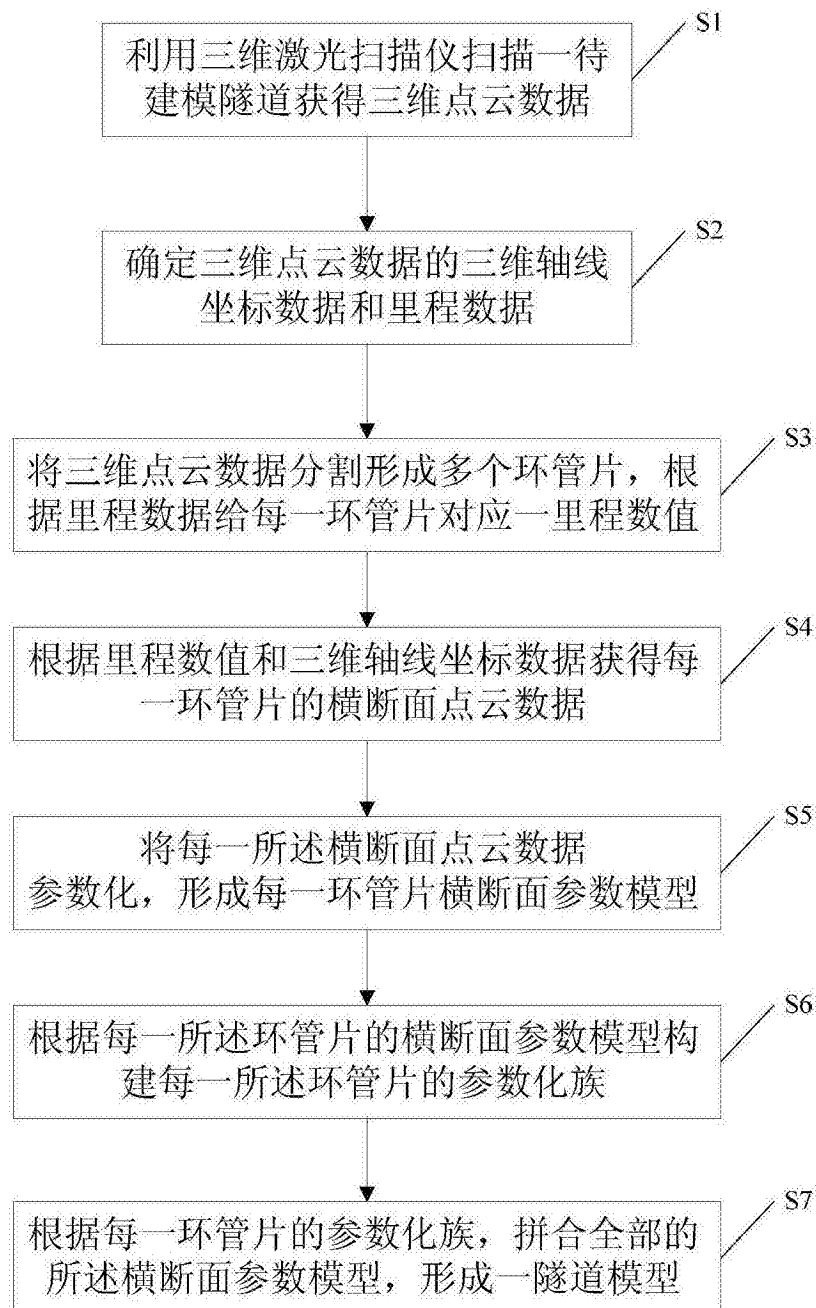 S1
利用三维激光扫描仪扫描一待
建模隧道获得三维点云数据
S2
确定三维点云数据的三维轴线
坐标数据和里程数据
S3
将三维点云数据分割形成多个环管片，根
据里程数据给每一环管片对应一里程数值
S4
根据里程数值和三维轴线坐标数据获得每
一环管片的横断面点云数据
S5
将每一所述横断面点云数据
参数化，形成每一环管片横断面参数模型
S6
根据每一所述环管片的横断面参数模型构
建每一所述环管片的参数化族
S7
根据每一环管片的参数化族，拼合全部的
所述横断面参数模型，形成一隧道模型